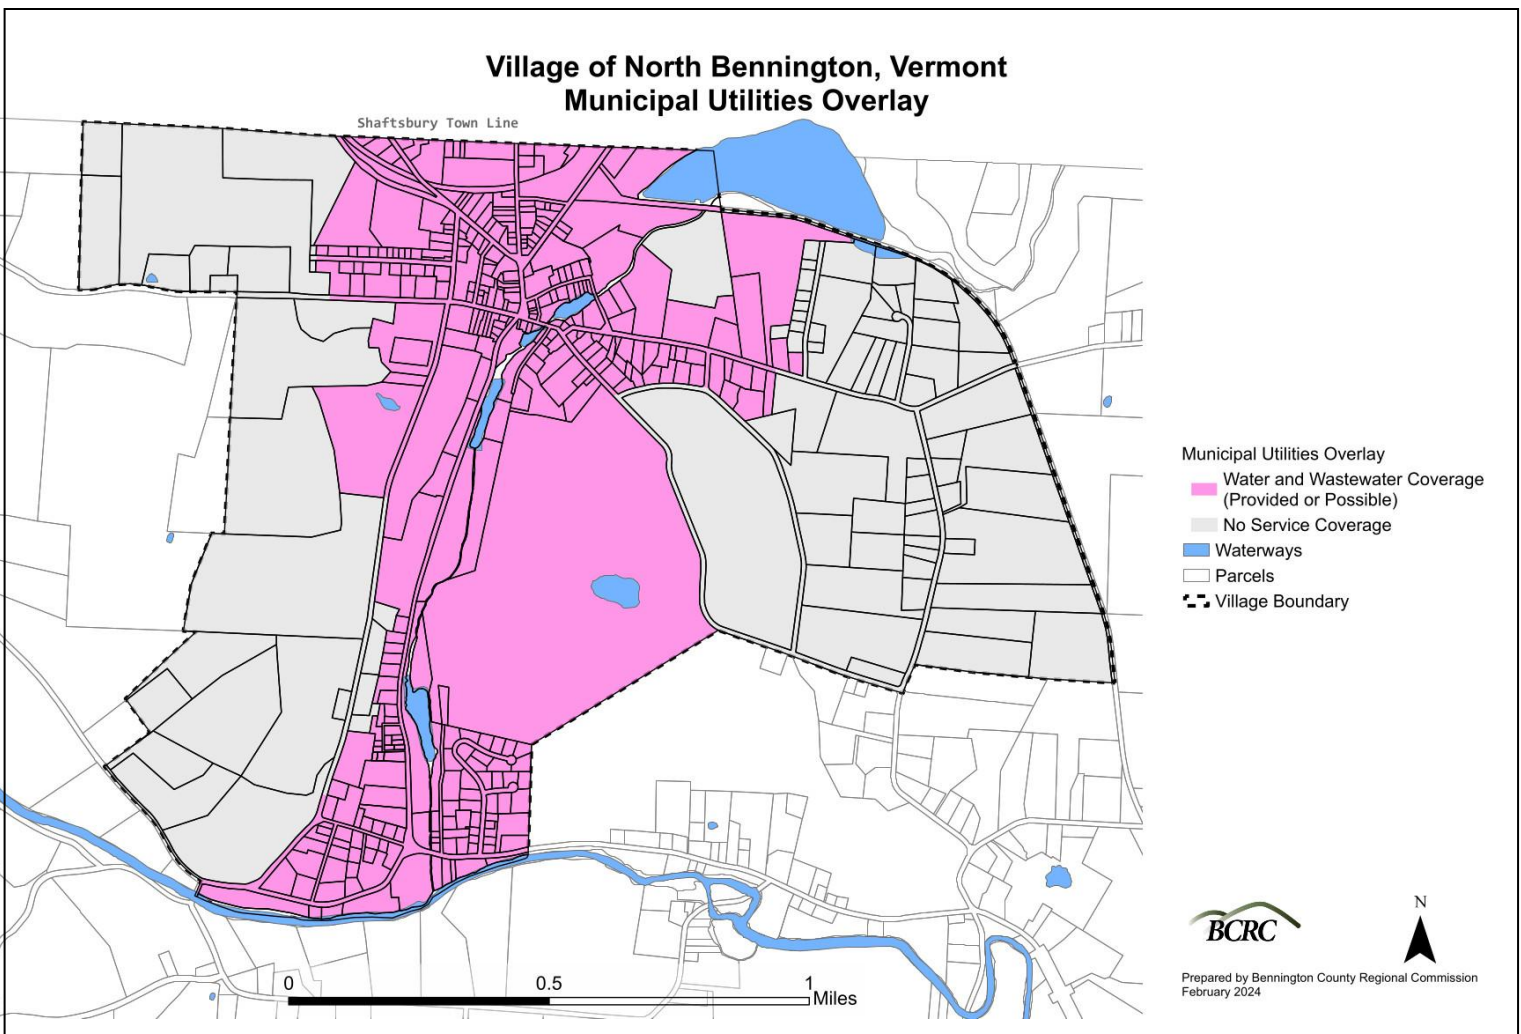 Village of North Bennington, Vermont
Municipal Utilities Overlay
Shaftsbury Town Line
Municipal Utilities Overlay
Water and Wastewater Coverage
(Provided or Possible)
No Service Coverage
Waterways
Parcels
Village Boundary
BCRC
N
Prepared by Bennington County Regional Commission
February 2024
0 0.5 1 Miles